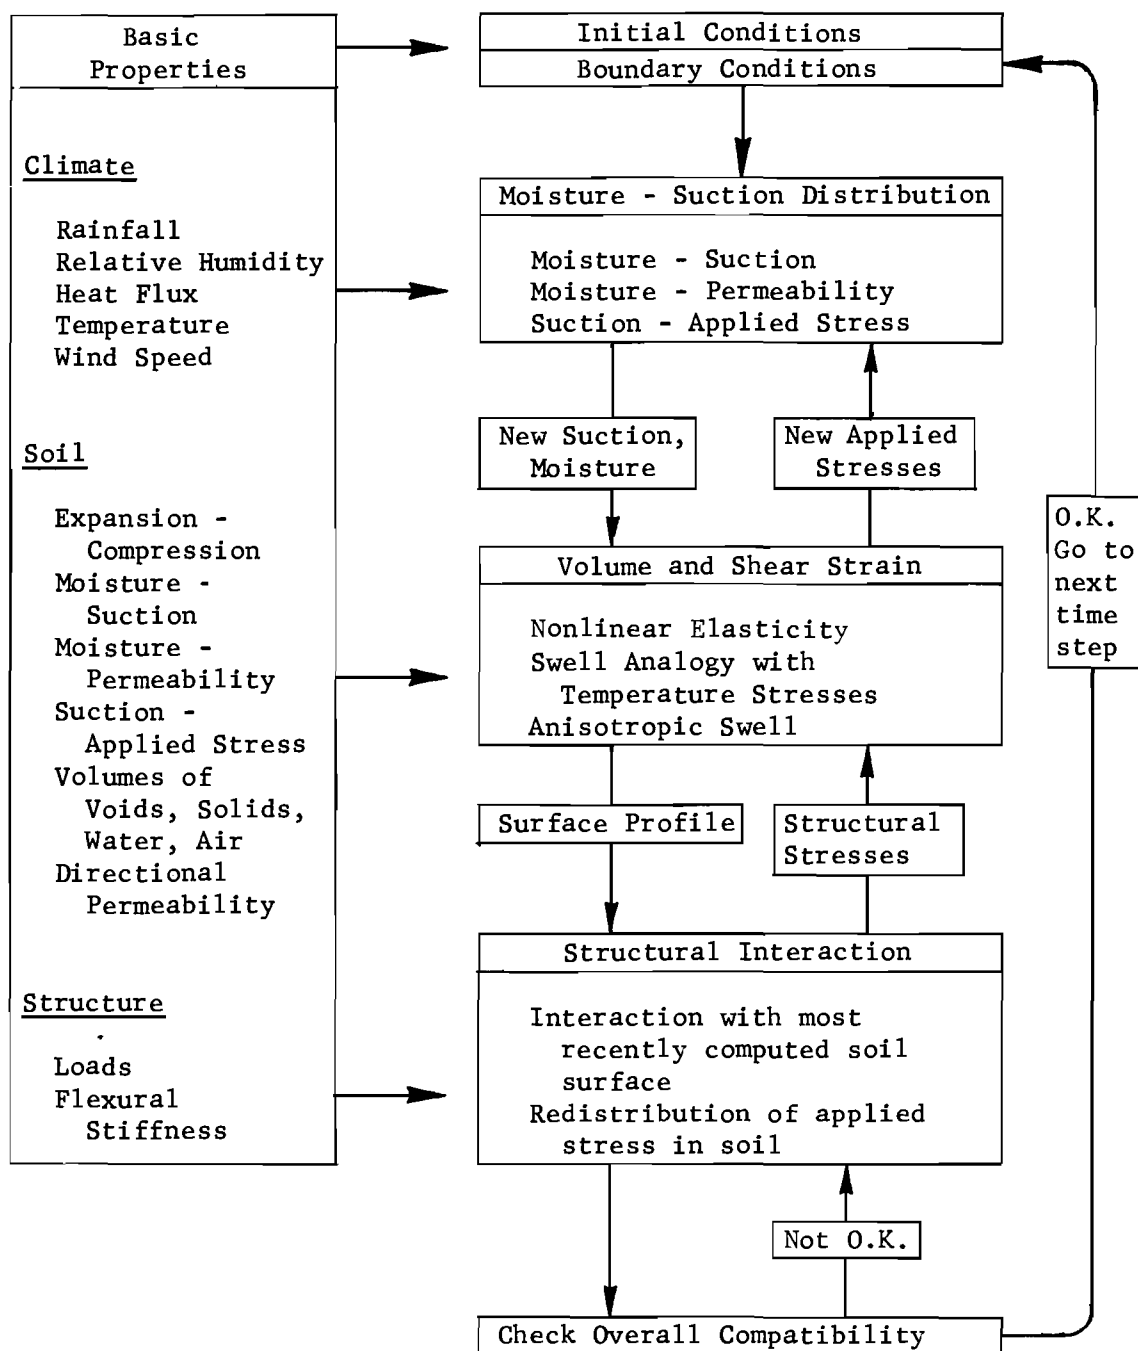 Basic
Properties
Climate
Rainfall
Relative Humidity
Heat Flux
Temperature
Wind Speed
Soil
Expansion -
Compression
Moisture -
Suction
Moisture -
Permeability
Suction -
Applied Stress
Volumes of
Voids, Solids,
Water, Air
Directional
Permeability
Structure
Loads
Flexural
Stiffness
Initial Conditions
Boundary Conditions
Moisture - Suction Distribution
Moisture - Suction
Moisture - Permeability
Suction - Applied Stress
New Suction,
Moisture
New Applied
Stresses
Volume and Shear Strain
Nonlinear Elasticity
Swell Analogy with
Temperature Stresses
Anisotropic Swell
Surface Profile
Structural
Stresses
Structural Interaction
Interaction with most
recently computed soil
surface
Redistribution of applied
stress in soil
Not O.K.
Check Overall Compatibility
O.K.
Go to
next
time
step